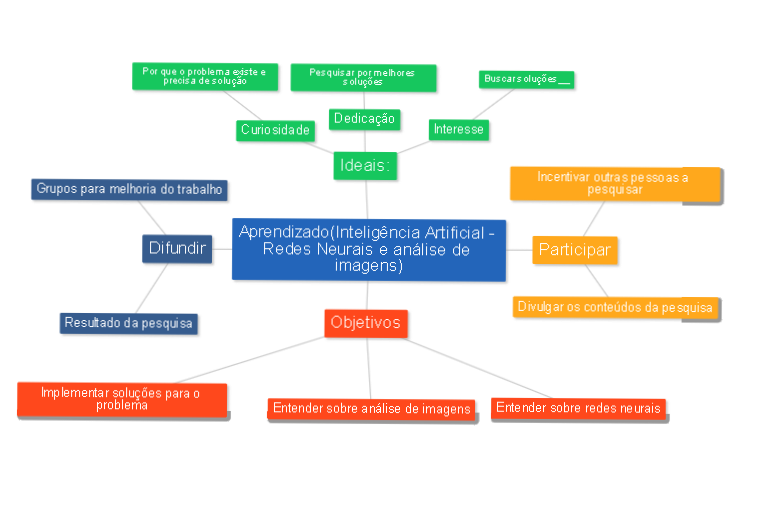 Por que o problema existe e
precisa de solução
Pesquisar por melhores
soluções
Buscar soluções__
Curiosidade
Dedicação
Interesse
Ideais:
Grupos para melhoria do trabalho
Incentivar outras pessoas a
pesquisar
Difundir
Aprendizado(Inteligência Artificial -
Redes Neurais e análise de
imagens)
Participar
Resultado da pesquisa
Objetivos
Divulgar os conteúdos da pesquisa
Implementar soluções para o
problema
Entender sobre análise de imagens
Entender sobre redes neurais